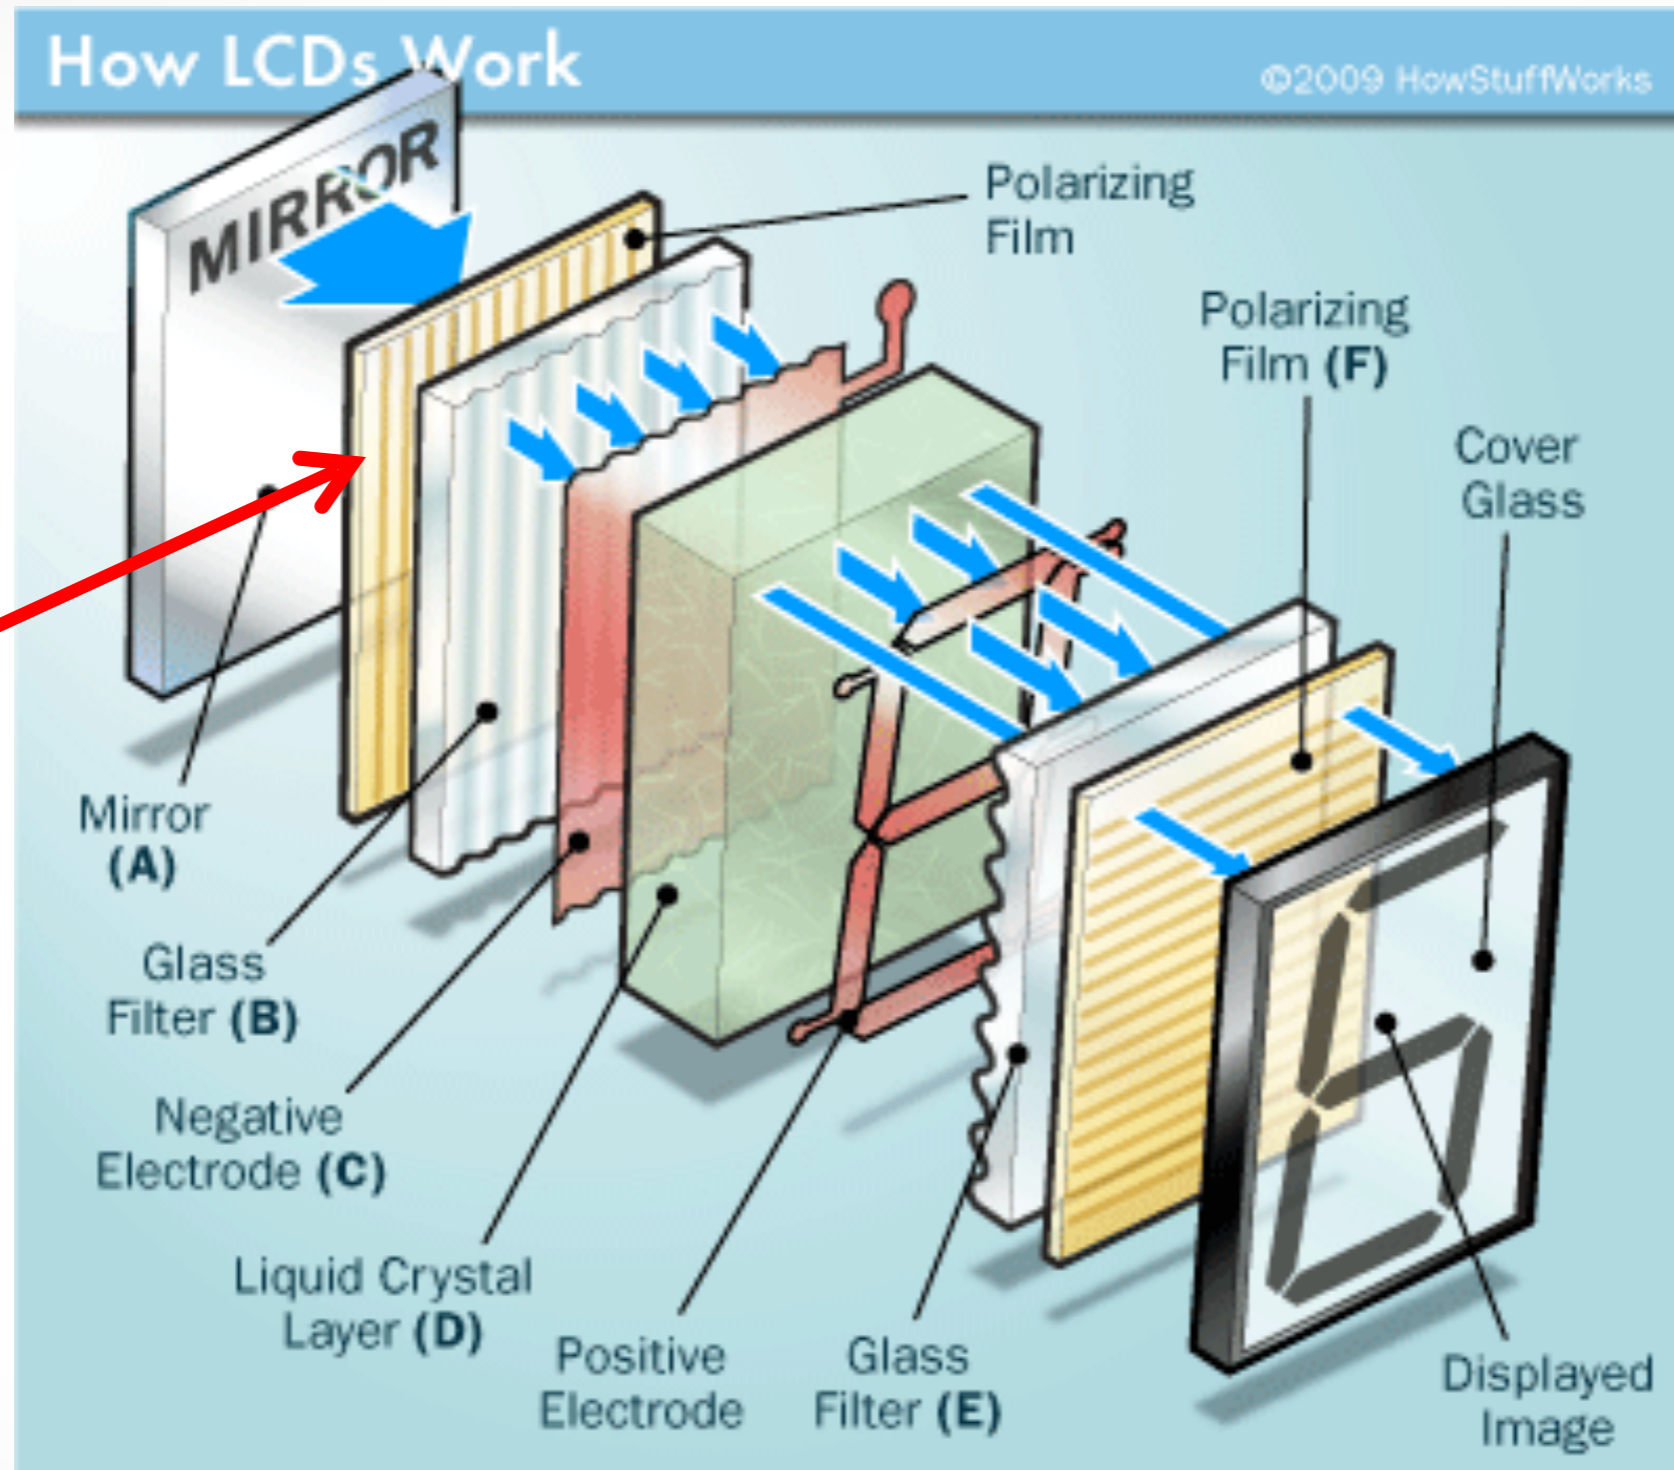 How LCDs Work
©2009 HowStuffWorks
MIRROR
Polarizing
Film
Polarizing
Film (F)
Cover
Glass
Mirror
(A)
Glass
Filter (B)
Negative
Electrode (C)
Liquid Crystal
Layer (D)
Positive
Electrode
Glass
Filter (E)
Displayed
Image